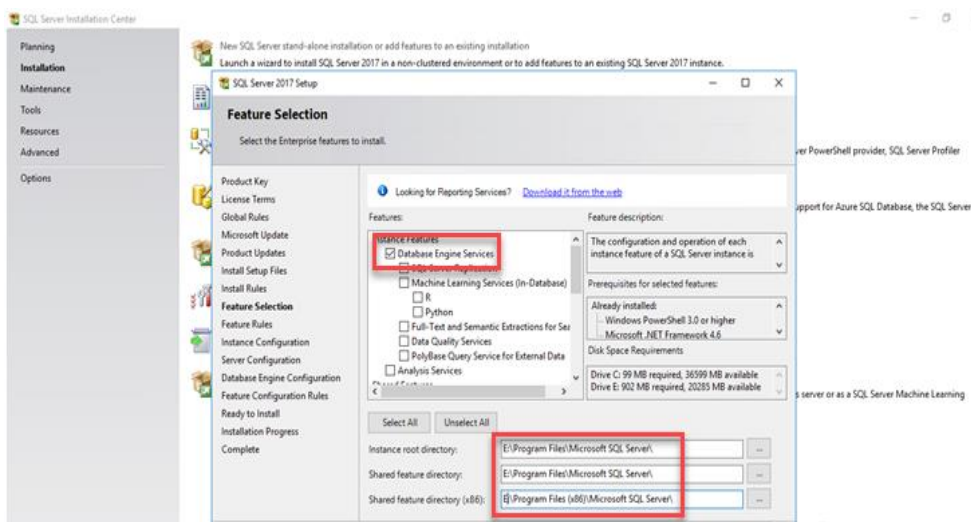 SQL Server Installation Center
Planning
Installation
Maintenance
Tools
Resources
Advanced
Options
New SQL Server stand-alone installation or add features to an existing installation
Launch a wizard to install SQL Server 2017 in a non-clustered environment or to add features to an existing SQL Server 2017 instance.
ver PowerShell provider, SQL Server Profiler
upport for Azure SQL Database, the SQL Server
s server or as a SQL Server Machine Learning
SQL Server 2017 Setup
Feature Selection
Select the Enterprise features to install.
Product Key
License Terms
Global Rules
Microsoft Update
Product Updates
Install Setup Files
Install Rules
Feature Selection
Feature Rules
Instance Configuration
Server Configuration
Database Engine Configuration
Feature Configuration Rules
Ready to Install
Installation Progress
Complete
Looking for Reporting Services? Download it from the web
Features:
Instance Features
Database Engine Services
SQL Server Replication
Machine Learning Services (In-Database)
R
Python
Full-Text and Semantic Extractions for Sea
Data Quality Services
PolyBase Query Service for External Data
Analysis Services
Shared Features
Feature description:
The configuration and operation of each
instance feature of a SQL Server instance is
Prerequisites for selected features:
Already installed:
Windows PowerShell 3.0 or higher
Microsoft .NET Framework 4.6
Disk Space Requirements
Drive C: 99 MB required, 36599 MB available
Drive E: 902 MB required, 20285 MB available
Select All
Unselect All
Instance root directory:
E:\Program Files\Microsoft SQL Server\
...
Shared feature directory:
E:\Program Files\Microsoft SQL Server\
...
Shared feature directory (x86):
E:\Program Files (x86)\Microsoft SQL Server\
...